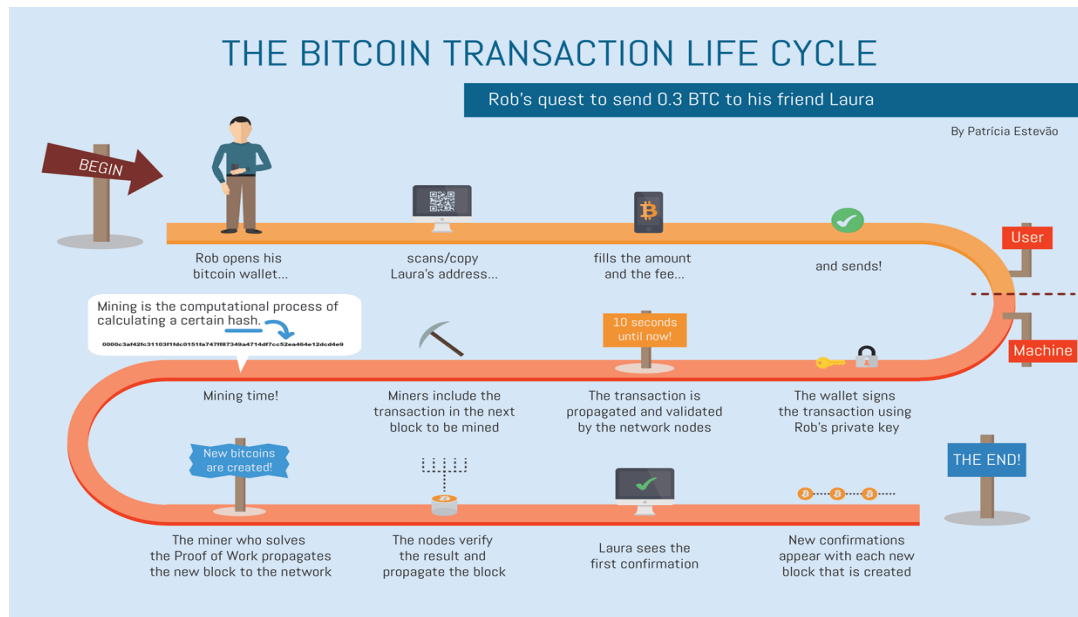 THE BITCOIN TRANSACTION LIFE CYCLE
Rob's quest to send 0.3 BTC to his friend Laura
By Patrícia Estevão
BEGIN
Rob opens his
bitcoin wallet...
scans/copy
Laura's address...
fills the amount
and the fee...
and sends!
User
Machine
The wallet signs
the transaction using
Rob's private key
10 seconds
until now!
The transaction is
propagated and validated
by the network nodes
Miners include the
transaction in the next
block to be mined
Mining is the computational process of
calculating a certain hash.
0000c3af42fc31103f1fdc0151fa747ff87349a4714df7cc52ea464e12dcd4e9
Mining time!
New bitcoins
are created!
The miner who solves
the Proof of Work propagates
the new block to the network
The nodes verify
the result and
propagate the block
Laura sees the
first confirmation
New confirmations
appear with each new
block that is created
THE END!